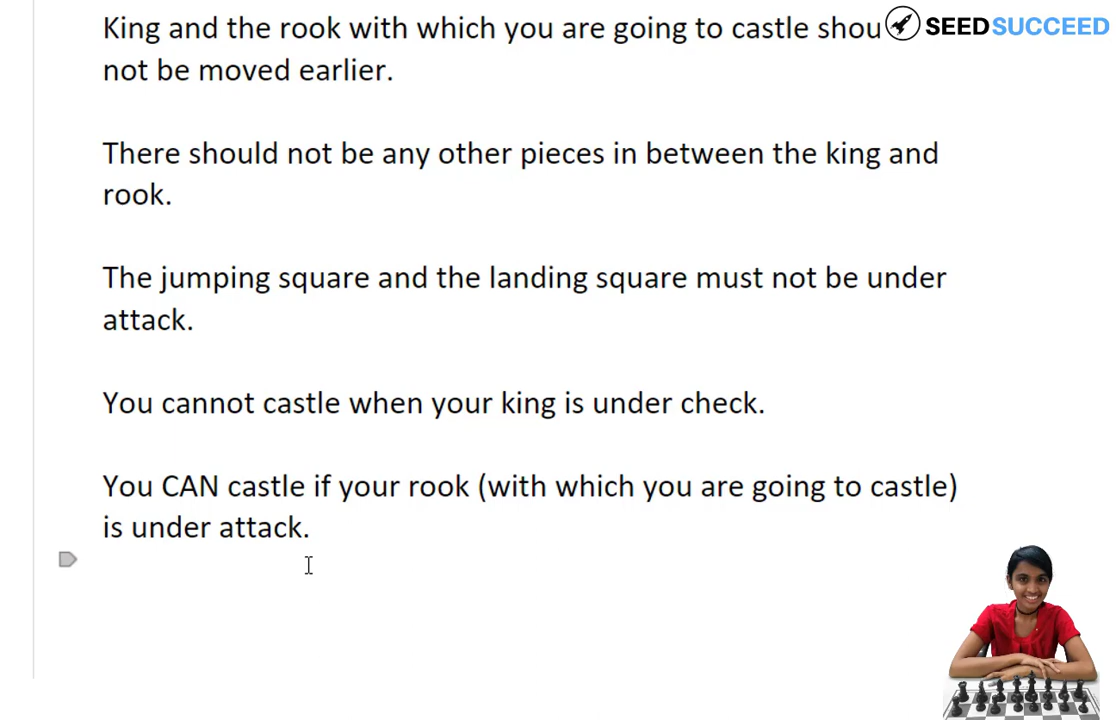 King and the rook with which you are going to castle shou
SEEDSUCCEED
not be moved earlier.
There should not be any other pieces in between the king and
rook.
The jumping square and the landing square must not be under
attack.
You cannot castle when your king is under check.
You CAN castle if your rook (with which you are going to castle)
is under attack.